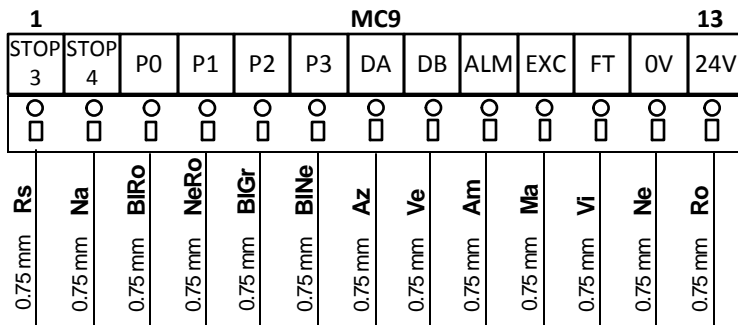 1 MC9 13
STOP 3 STOP 4 P0 P1 P2 P3 DA DB ALM EXC FT 0V 24V
Rs Na BlRo NeRo BlGr BlNe Az Ve Am Ma Vi Ne Ro
0.75 mm 0.75 mm 0.75 mm 0.75 mm 0.75 mm 0.75 mm 0.75 mm 0.75 mm 0.75 mm 0.75 mm 0.75 mm 0.75 mm 0.75 mm